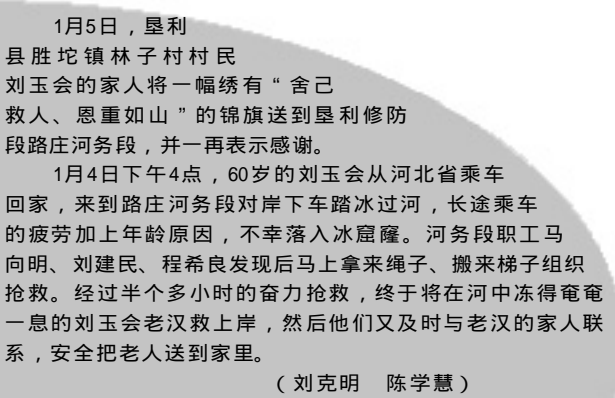 1月5日，垦利
县胜坨镇林子村村民
刘玉会的家人将一幅绣有“舍己
救人、恩重如山”的锦旗送到垦利修防
段路庄河务段，并一再表示感谢。
1月4日下午4点，60岁的刘玉会从河北省乘车
回家，来到路庄河务段对岸下车踏冰过河，长途乘车
的疲劳加上年龄原因，不幸落入冰窟窿。河务段职工马
向明、刘建民、程希良发现后马上拿来绳子、搬来梯子组织
抢救。经过半个多小时的奋力抢救，终于将在河中冻得奄奄
一息的刘玉会老汉救上岸，然后他们又及时与老汉的家人联
系，安全把老人送到家里。
（刘克明　陈学慧）